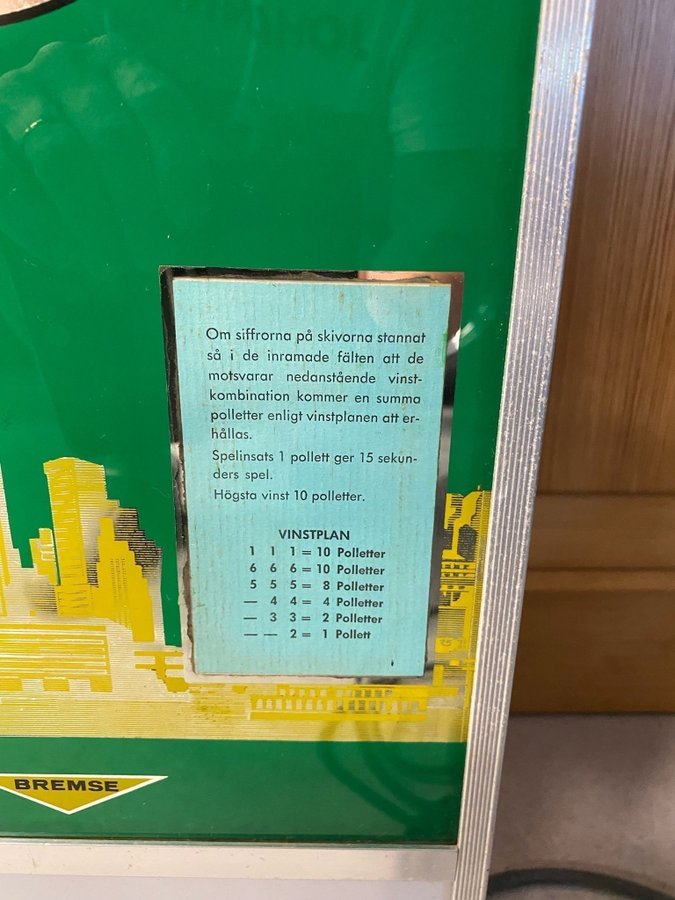 Om siffrorna på skivorna stannat
så i de inramade fälten att de
motsvarar nedanstående vinst-
kombination kommer en summa
polletter enligt vinstplanen att er-
hållas.
Spelinsats 1 pollett ger 15 sekun-
ders spel.
Högsta vinst 10 polletter.
VINSTPLAN
1 1 1 = 10 Polletter
6 6 6 = 10 Polletter
5 5 5 = 8 Polletter
— 4 4 = 4 Polletter
— 3 3 = 2 Polletter
— — 2 = 1 Pollett
BREMSE